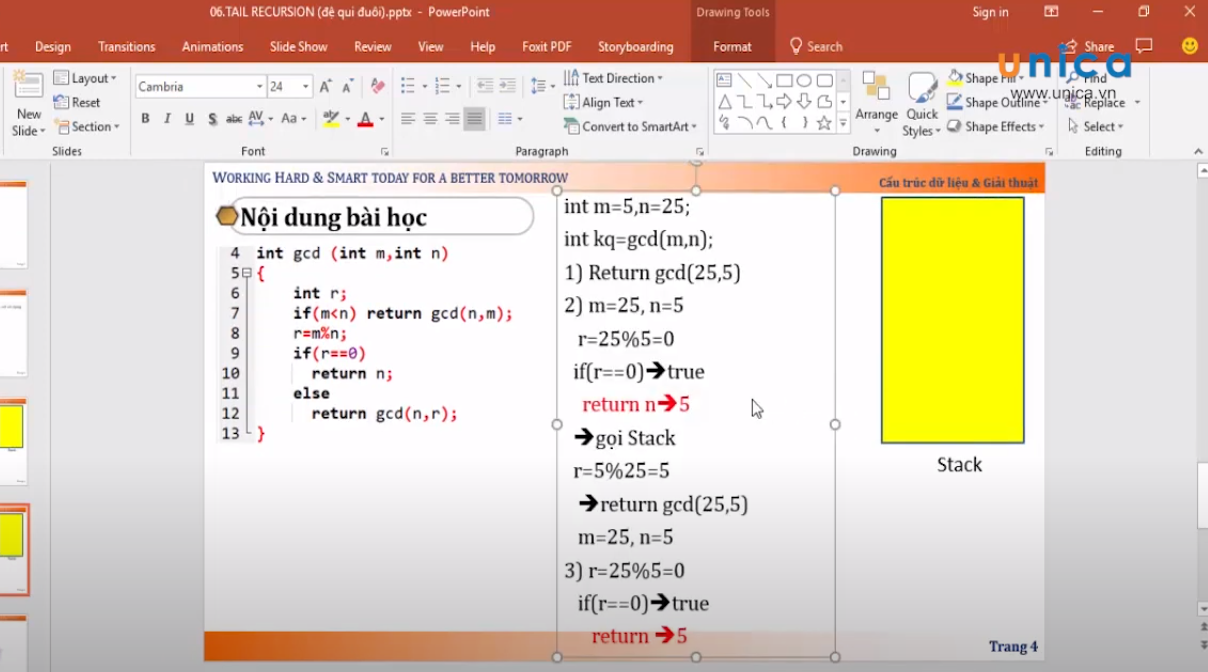 06.TAIL RECURSION (đệ qui đuôi).pptx - PowerPoint
Drawing Tools
Sign in
rt Design Transitions Animations Slide Show Review View Help Foxit PDF Storyboarding Format Search Share
unica
www.unica.vn
New Slide
Layout
Reset
Section
Slides
Cambria 24
B I U S abc AV Aa
A
Font
Text Direction
Align Text
Convert to SmartArt
Paragraph
Arrange
Quick Styles
Shape Fill
Shape Outline
Shape Effects
Drawing
Find
Replace
Select
Editing
WORKING HARD & SMART TODAY FOR A BETTER TOMORROW
Cấu trúc dữ liệu & Giải thuật
Nội dung bài học
4 int gcd (int m,int n)
5 {
6 int r;
7 if(m<n) return gcd(n,m);
8 r=m%n;
9 if(r==0)
10 return n;
11 else
12 return gcd(n,r);
13 }
int m=5,n=25;
int kq=gcd(m,n);
1) Return gcd(25,5)
2) m=25, n=5
r=25%5=0
if(r==0)➔true
return n➔5
➔gọi Stack
r=5%25=5
➔return gcd(25,5)
m=25, n=5
3) r=25%5=0
if(r==0)➔true
return ➔5
Stack
Trang 4